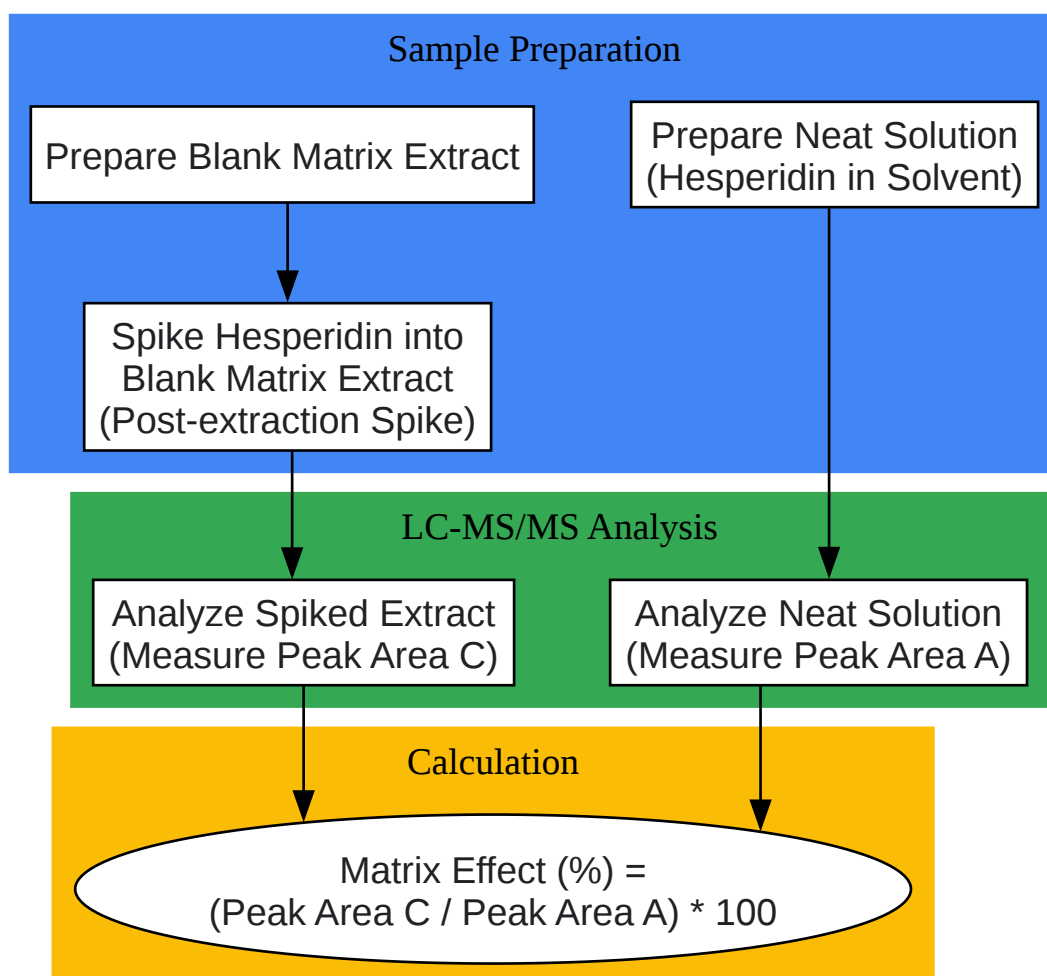 Sample Preparation
Prepare Blank Matrix Extract
Prepare Neat Solution
(Hesperidin in Solvent)
Spike Hesperidin into
Blank Matrix Extract
(Post-extraction Spike)
LC-MS/MS Analysis
Analyze Spiked Extract
(Measure Peak Area C)
Analyze Neat Solution
(Measure Peak Area A)
Calculation
Matrix Effect (%) =
(Peak Area C / Peak Area A) * 100